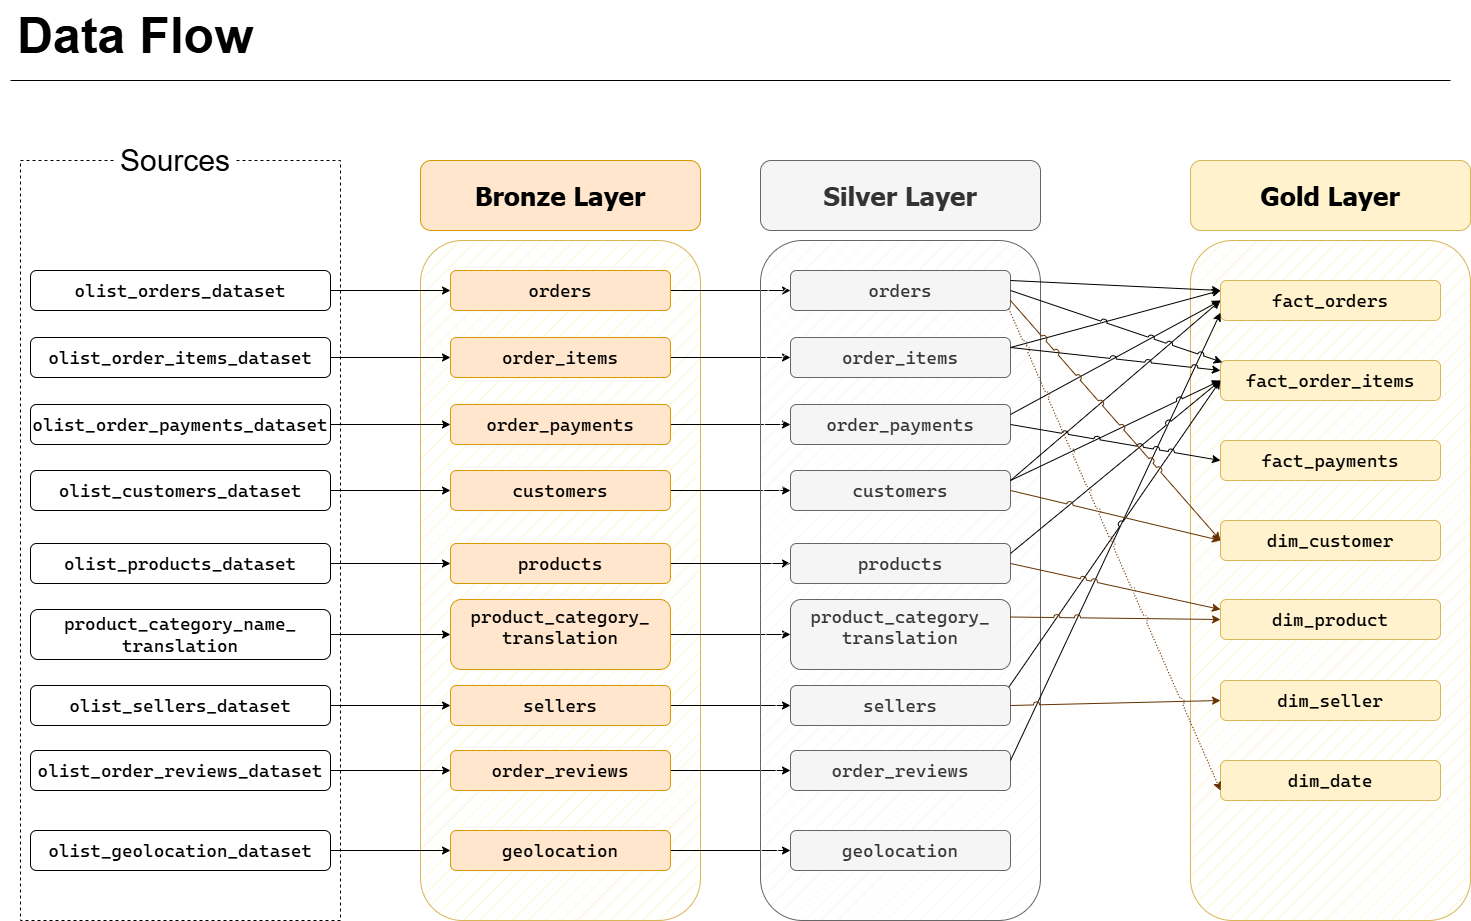 Data Flow
Sources
Bronze Layer
Silver Layer
Gold Layer
olist_orders_dataset
orders
orders
fact_orders
olist_order_items_dataset
order_items
order_items
fact_order_items
olist_order_payments_dataset
order_payments
order_payments
fact_payments
olist_customers_dataset
customers
customers
dim_customer
olist_products_dataset
products
products
product_category_name_
translation
product_category_
translation
product_category_
translation
dim_product
olist_sellers_dataset
sellers
sellers
dim_seller
olist_order_reviews_dataset
order_reviews
order_reviews
dim_date
olist_geolocation_dataset
geolocation
geolocation